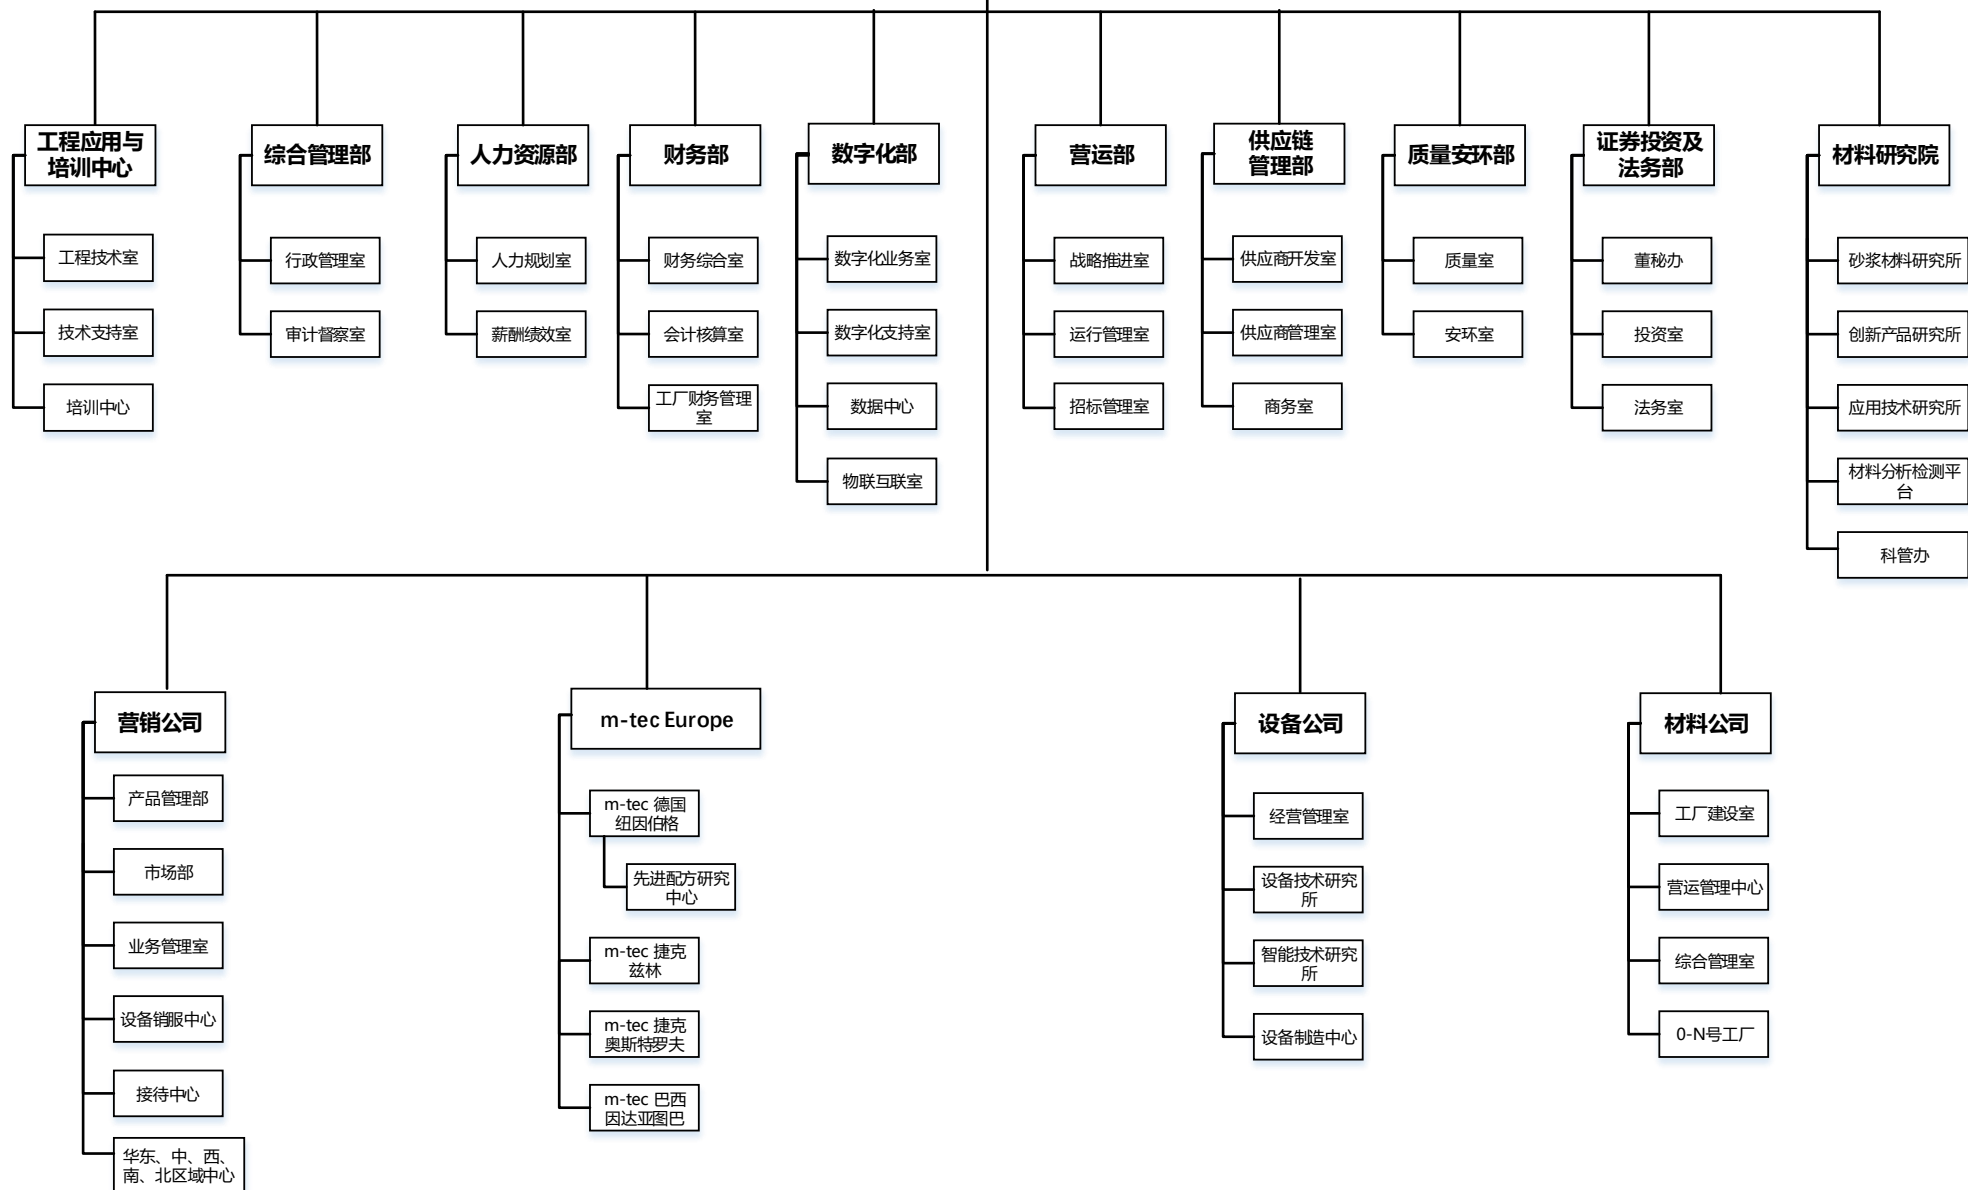 工程应用与
培训中心
工程技术室
技术支持室
培训中心
综合管理部
行政管理室
审计督察室
人力资源部
人力规划室
薪酬绩效室
财务部
财务综合室
会计核算室
工厂财务管理
室
数字化部
数字化业务室
数字化支持室
数据中心
物联互联室
营运部
战略推进室
运行管理室
招标管理室
供应链
管理部
供应商开发室
供应商管理室
商务室
质量安环部
质量室
安环室
证券投资及
法务部
董秘办
投资室
法务室
材料研究院
砂浆材料研究所
创新产品研究所
应用技术研究所
材料分析检测平
台
科管办
营销公司
产品管理部
市场部
业务管理室
设备销服中心
接待中心
华东、中、西、
南、北区域中心
m-tec Europe
m-tec 德国
纽因伯格
先进配方研究
中心
m-tec 捷克
兹林
m-tec 捷克
奥斯特罗夫
m-tec 巴西
因达亚图巴
设备公司
经营管理室
设备技术研究
所
智能技术研究
所
设备制造中心
材料公司
工厂建设室
营运管理中心
综合管理室
0-N号工厂